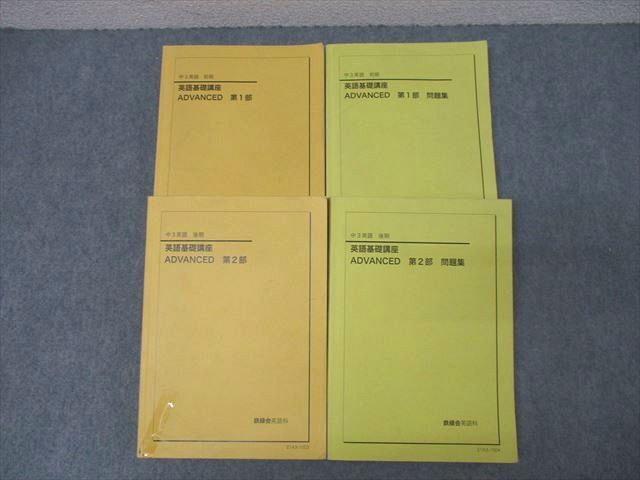 中3英語 前期
英語基礎講座
ADVANCED 第1部
中3英語 前期
英語基礎講座
ADVANCED 第1部 問題集
中3英語 後期
英語基礎講座
ADVANCED 第2部
鉄緑会英語科
中3英語 後期
英語基礎講座
ADVANCED 第2部 問題集
鉄緑会英語科